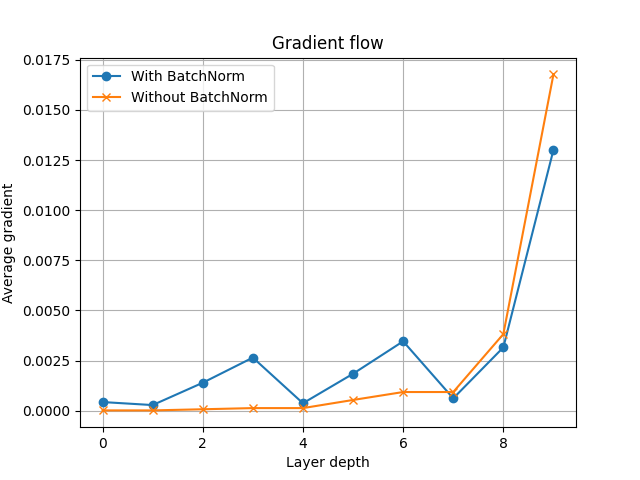 Gradient flow
With BatchNorm
Without BatchNorm
0.0175
0.0150
0.0125
0.0100
0.0075
0.0050
0.0025
0.0000
Average gradient
0 2 4 6 8
Layer depth